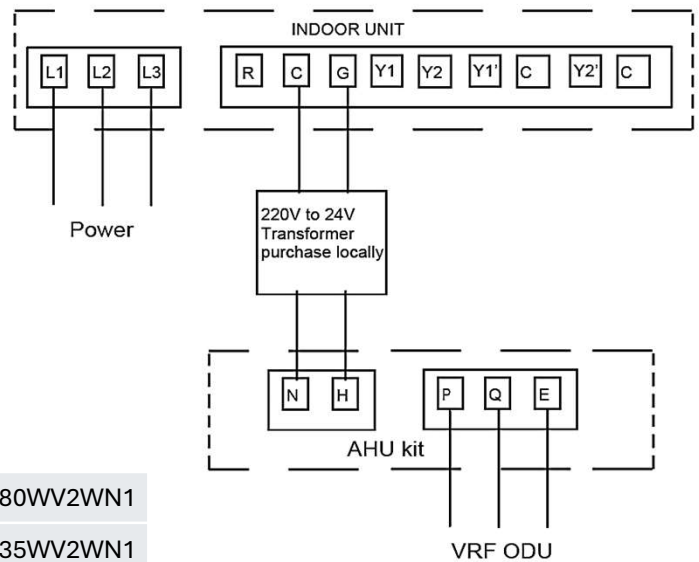 INDOOR UNIT
L1 L2 L3 R C G Y1 Y2 Y1' C Y2' C
Power
220V to 24V
Transformer
purchase locally
N H P Q E
AHU kit
80WV2WN1
35WV2WN1
VRF ODU